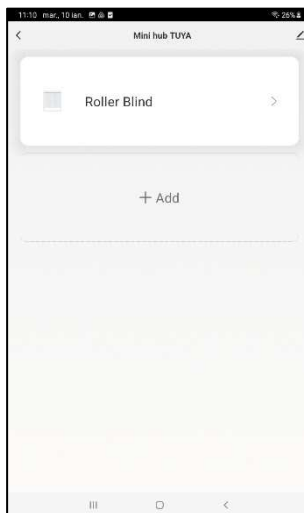 11:10 mar., 10 ian. 26%
Mini hub TUYA
Roller Blind
+ Add